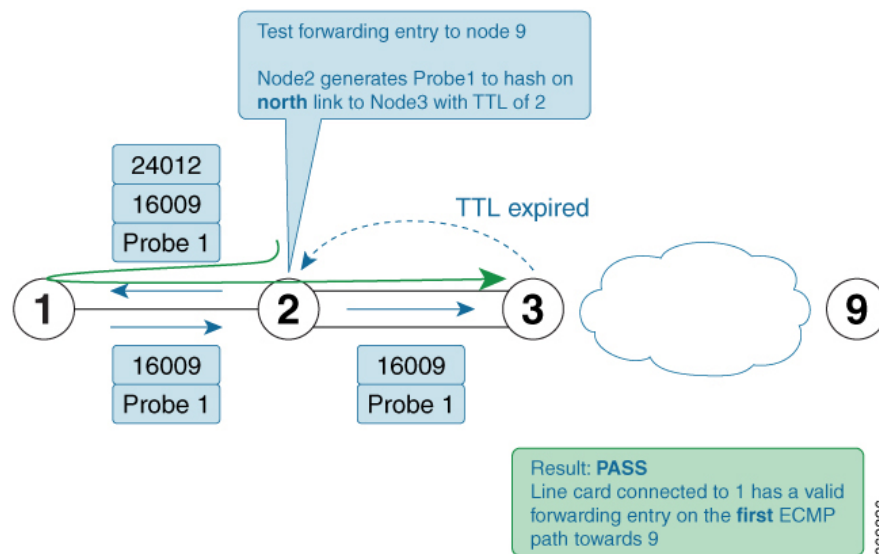 Test forwarding entry to node 9
Node2 generates Probe1 to hash on
north link to Node3 with TTL of 2
24012
16009
Probe 1
TTL expired
1
2
3
9
16009
Probe 1
16009
Probe 1
Result: PASS
Line card connected to 1 has a valid
forwarding entry on the first ECMP
path towards 9